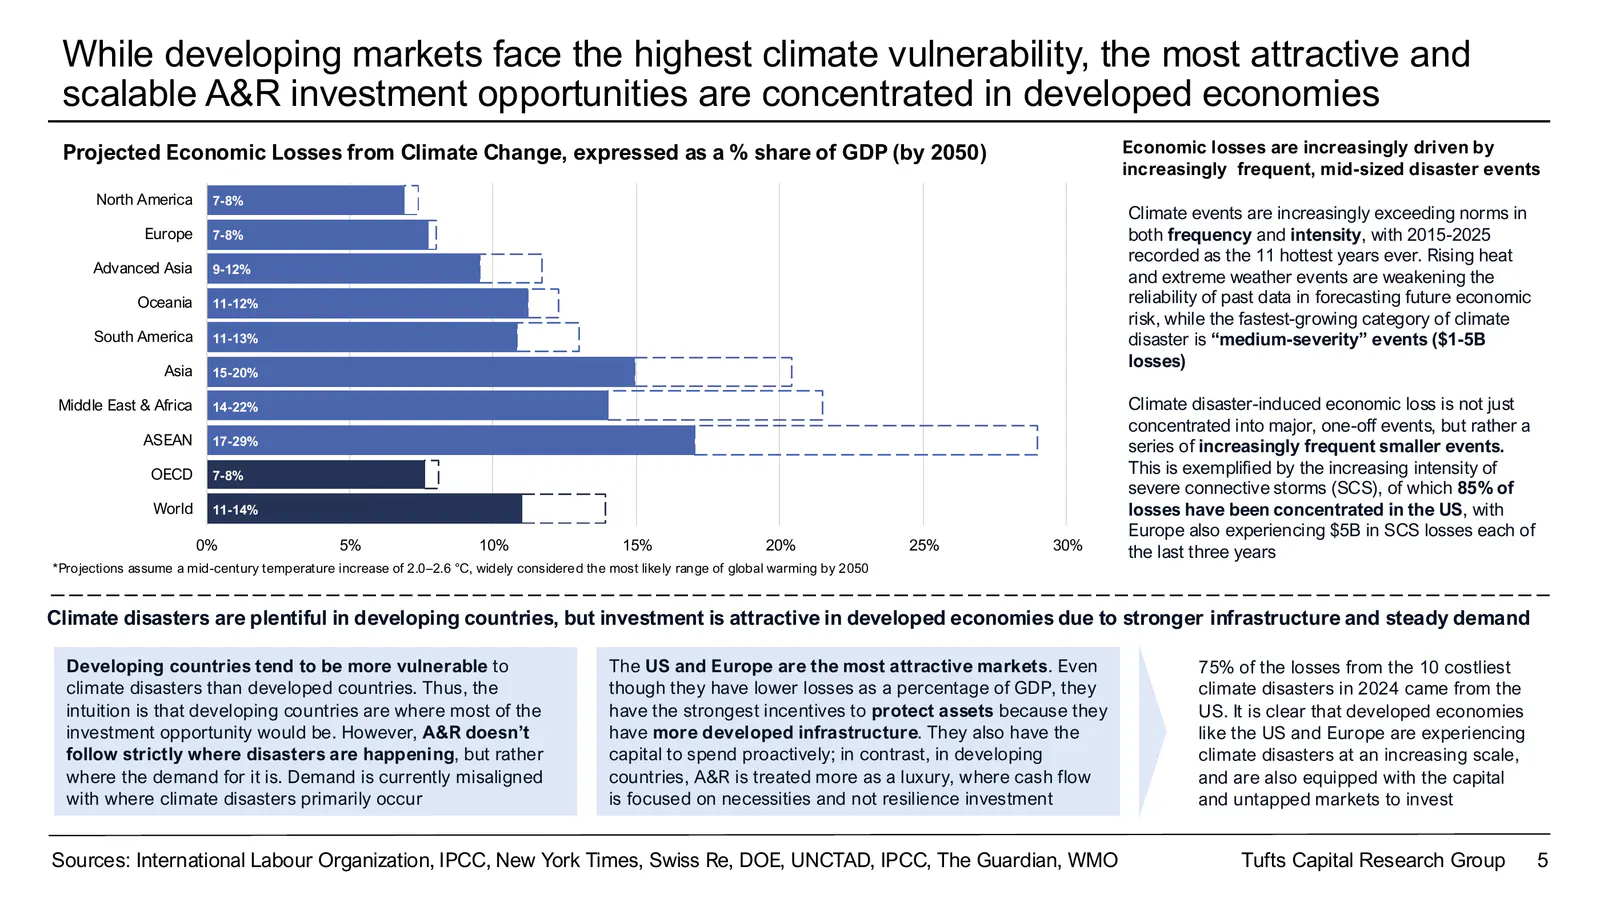 While developing markets face the highest climate vulnerability, the most attractive and
scalable A&R investment opportunities are concentrated in developed economies
Projected Economic Losses from Climate Change, expressed as a % share of GDP (by 2050)
North America 7-8%
Europe 7-8%
Advanced Asia 9-12%
Oceania 11-12%
South America 11-13%
Asia 15-20%
Middle East & Africa 14-22%
ASEAN 17-29%
OECD 7-8%
World 11-14%
0% 5% 10% 15% 20% 25% 30%
*Projections assume a mid-century temperature increase of 2.0–2.6 °C, widely considered the most likely range of global warming by 2050
Economic losses are increasingly driven by
increasingly frequent, mid-sized disaster events
Climate events are increasingly exceeding norms in
both frequency and intensity, with 2015-2025
recorded as the 11 hottest years ever. Rising heat
and extreme weather events are weakening the
reliability of past data in forecasting future economic
risk, while the fastest-growing category of climate
disaster is “medium-severity” events ($1-5B
losses)
Climate disaster-induced economic loss is not just
concentrated into major, one-off events, but rather a
series of increasingly frequent smaller events.
This is exemplified by the increasing intensity of
severe connective storms (SCS), of which 85% of
losses have been concentrated in the US, with
Europe also experiencing $5B in SCS losses each of
the last three years
Climate disasters are plentiful in developing countries, but investment is attractive in developed economies due to stronger infrastructure and steady demand
Developing countries tend to be more vulnerable to
climate disasters than developed countries. Thus, the
intuition is that developing countries are where most of the
investment opportunity would be. However, A&R doesn’t
follow strictly where disasters are happening, but rather
where the demand for it is. Demand is currently misaligned
with where climate disasters primarily occur
The US and Europe are the most attractive markets. Even
though they have lower losses as a percentage of GDP, they
have the strongest incentives to protect assets because they
have more developed infrastructure. They also have the
capital to spend proactively; in contrast, in developing
countries, A&R is treated more as a luxury, where cash flow
is focused on necessities and not resilience investment
75% of the losses from the 10 costliest
climate disasters in 2024 came from the
US. It is clear that developed economies
like the US and Europe are experiencing
climate disasters at an increasing scale,
and are also equipped with the capital
and untapped markets to invest
Sources: International Labour Organization, IPCC, New York Times, Swiss Re, DOE, UNCTAD, IPCC, The Guardian, WMO
Tufts Capital Research Group 5